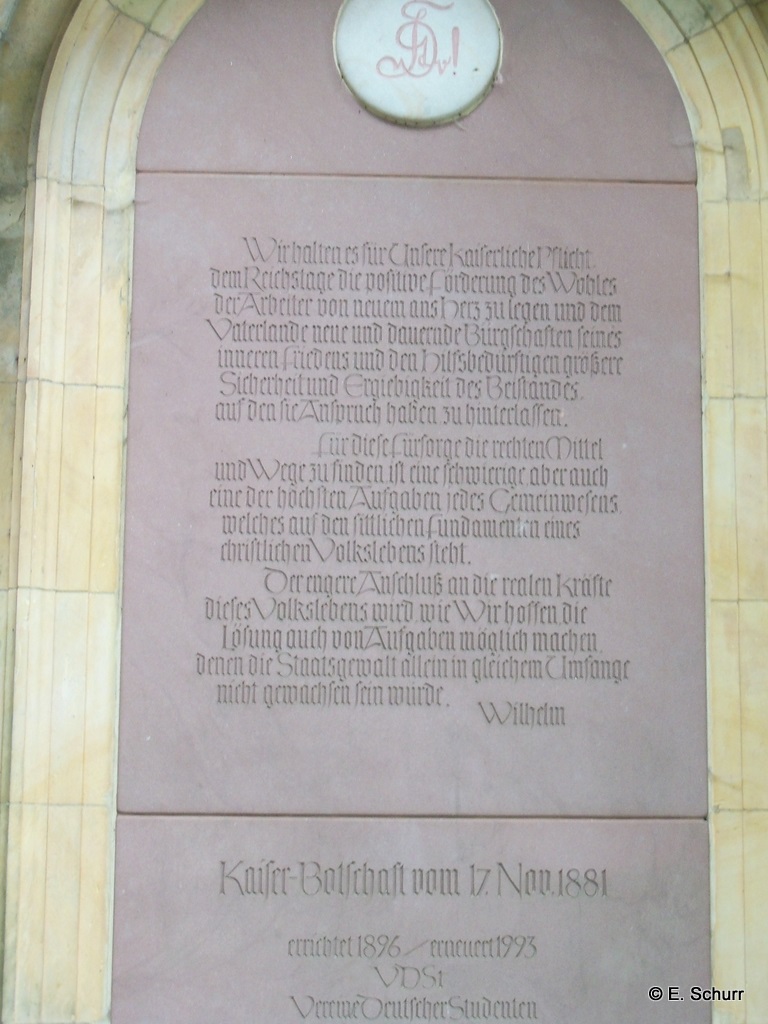 Wir halten es für Unsere Kaiserliche Pflicht,
dem Reichstage die positive Förderung des Wohles
der Arbeiter von neuem ans Herz zu legen und dem
Vaterlande neue und dauernde Bürgschaften seines
inneren Friedens und den Hilfsbedürftigen größere
Sicherheit und Ergiebigkeit des Beistandes,
auf den sie Anspruch haben zu hinterlassen.
Für diese Fürsorge die rechten Mittel
und Wege zu finden, ist eine schwierige, aber auch
eine der höchsten Aufgaben jedes Gemeinwesens,
welches auf den sittlichen Fundamenten eines
christlichen Volkslebens steht.
Der engere Anschluß an die realen Kräfte
dieses Volkslebens wird, wie Wir hoffen, die
Lösung auch von Aufgaben möglich machen,
denen die Staatsgewalt allein in gleichem Umfange
nicht gewachsen sein würde.
Wilhelm
Kaiser-Botschaft vom 17. Nov. 1881
errichtet 1896 / erneuert 1993
VDSt
Vereine Deutscher Studenten
© E. Schurr